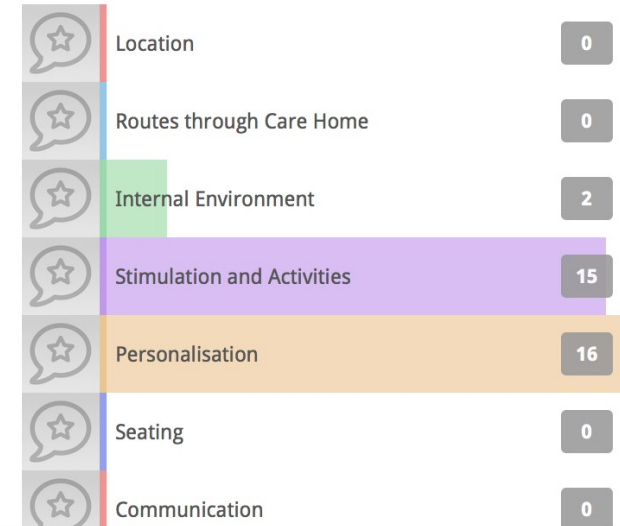 Location 0
Routes through Care Home 0
Internal Environment 2
Stimulation and Activities 15
Personalisation 16
Seating 0
Communication 0